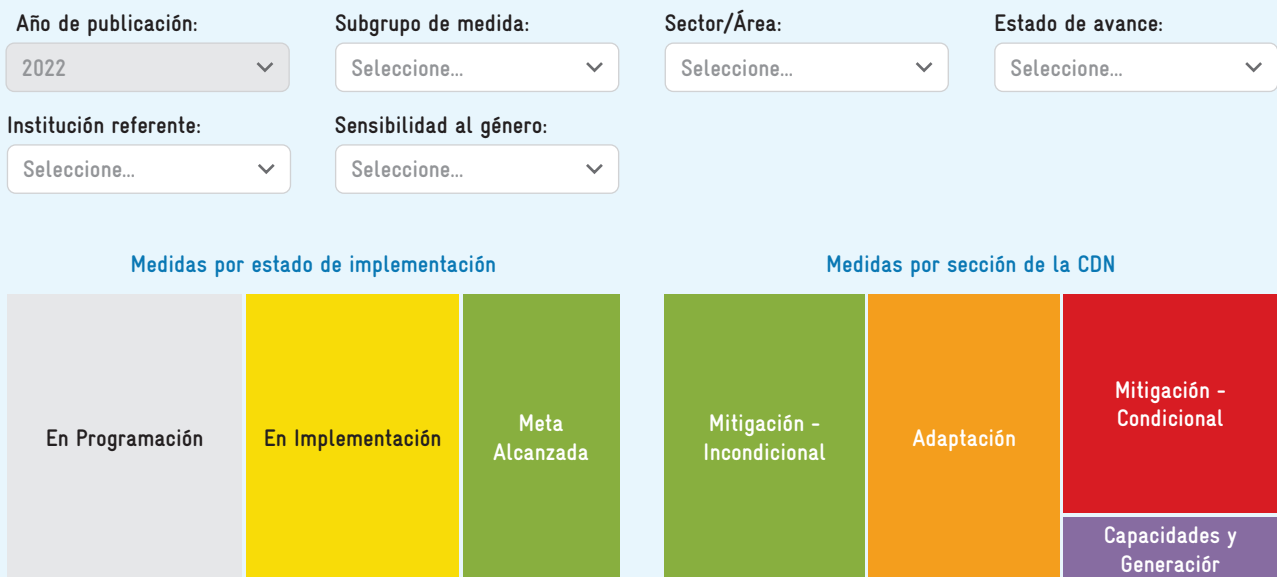 Año de publicación:
2022
Subgrupo de medida:
Seleccione...
Sector/Área:
Seleccione...
Estado de avance:
Seleccione...
Institución referente:
Seleccione...
Sensibilidad al género:
Seleccione...
Medidas por estado de implementación
En Programación
En Implementación
Meta
Alcanzada
Medidas por sección de la CDN
Mitigación -
Incondicional
Adaptación
Mitigación -
Condicional
Capacidades y
Generaciór